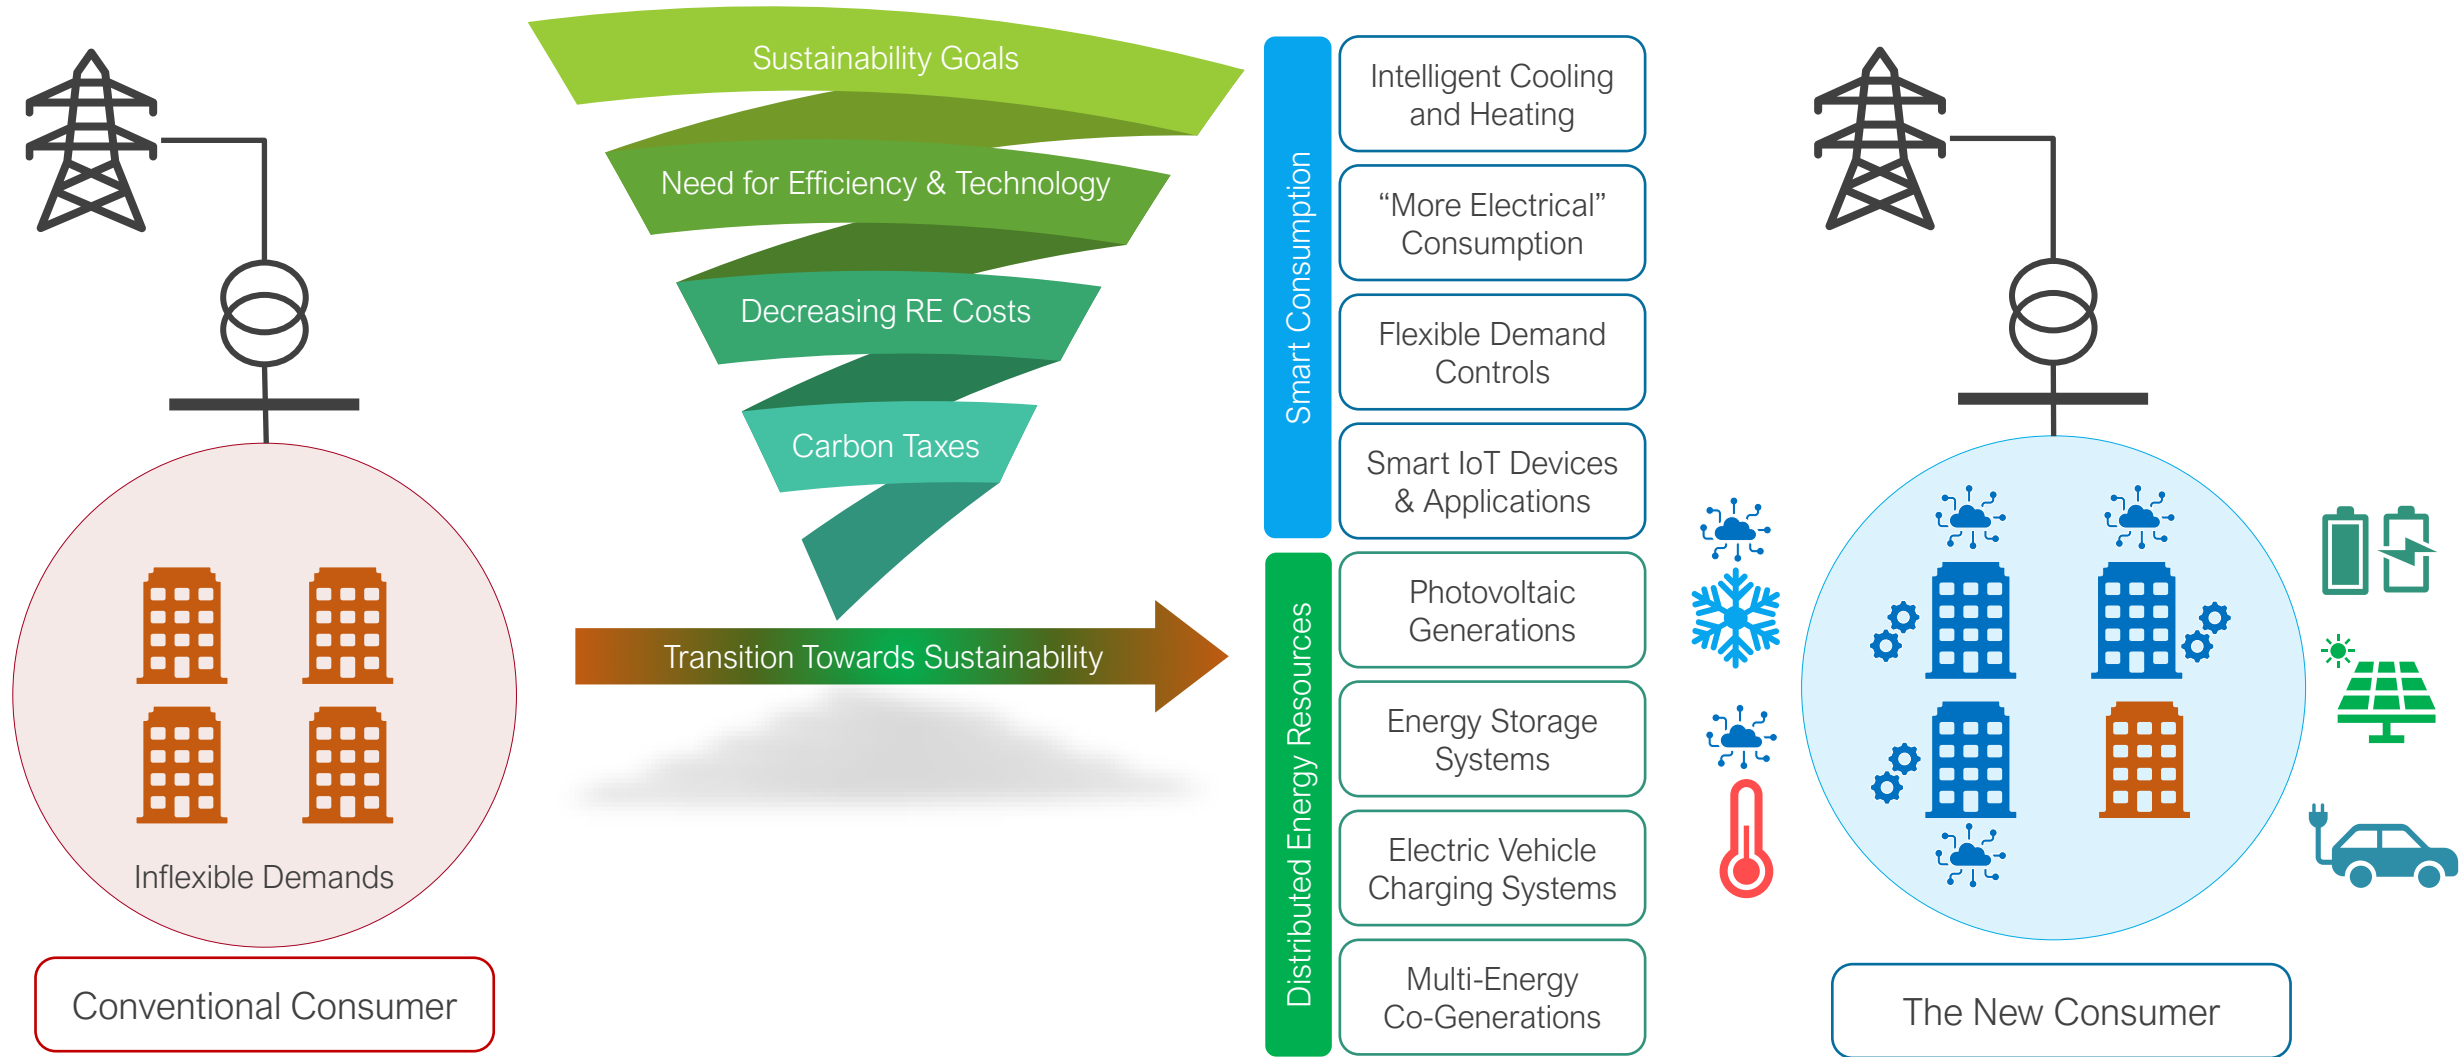 Inflexible Demands
Conventional Consumer
Sustainability Goals
Need for Efficiency & Technology
Decreasing RE Costs
Carbon Taxes
Transition Towards Sustainability
Smart Consumption
Intelligent Cooling
and Heating
“More Electrical”
Consumption
Flexible Demand
Controls
Smart IoT Devices
& Applications
Distributed Energy Resources
Photovoltaic
Generations
Energy Storage
Systems
Electric Vehicle
Charging Systems
Multi-Energy
Co-Generations
The New Consumer